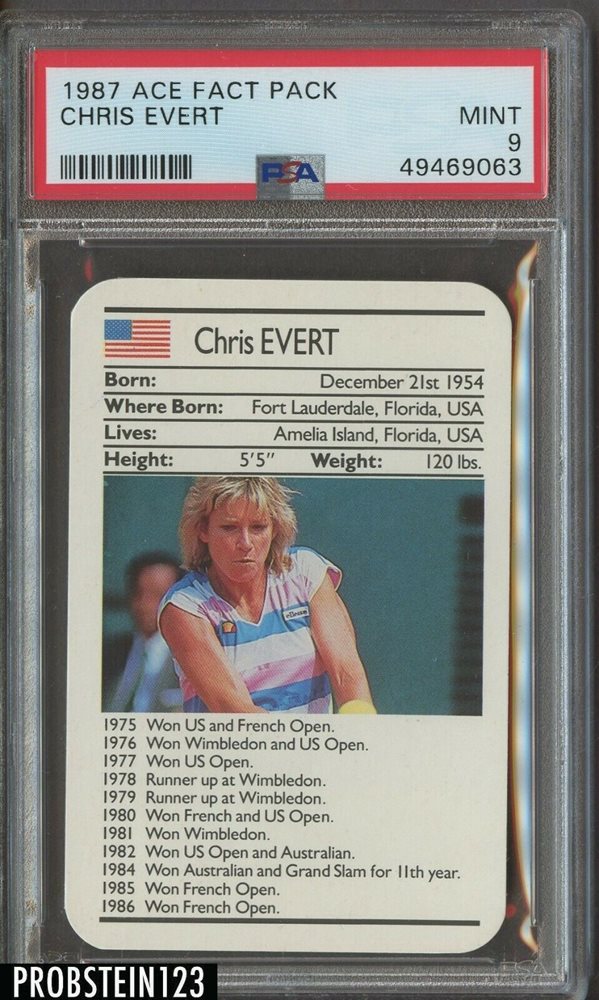 1987 ACE FACT PACK
CHRIS EVERT MINT
9
PSA 49469063
Chris EVERT
Born: December 21st 1954
Where Born: Fort Lauderdale, Florida, USA
Lives: Amelia Island, Florida, USA
Height: 5'5" Weight: 120 lbs.
ellesse
1975 Won US and French Open.
1976 Won Wimbledon and US Open.
1977 Won US Open.
1978 Runner up at Wimbledon.
1979 Runner up at Wimbledon.
1980 Won French and US Open.
1981 Won Wimbledon.
1982 Won US Open and Australian.
1984 Won Australian and Grand Slam for 11th year.
1985 Won French Open.
1986 Won French Open.
PROBSTEIN123